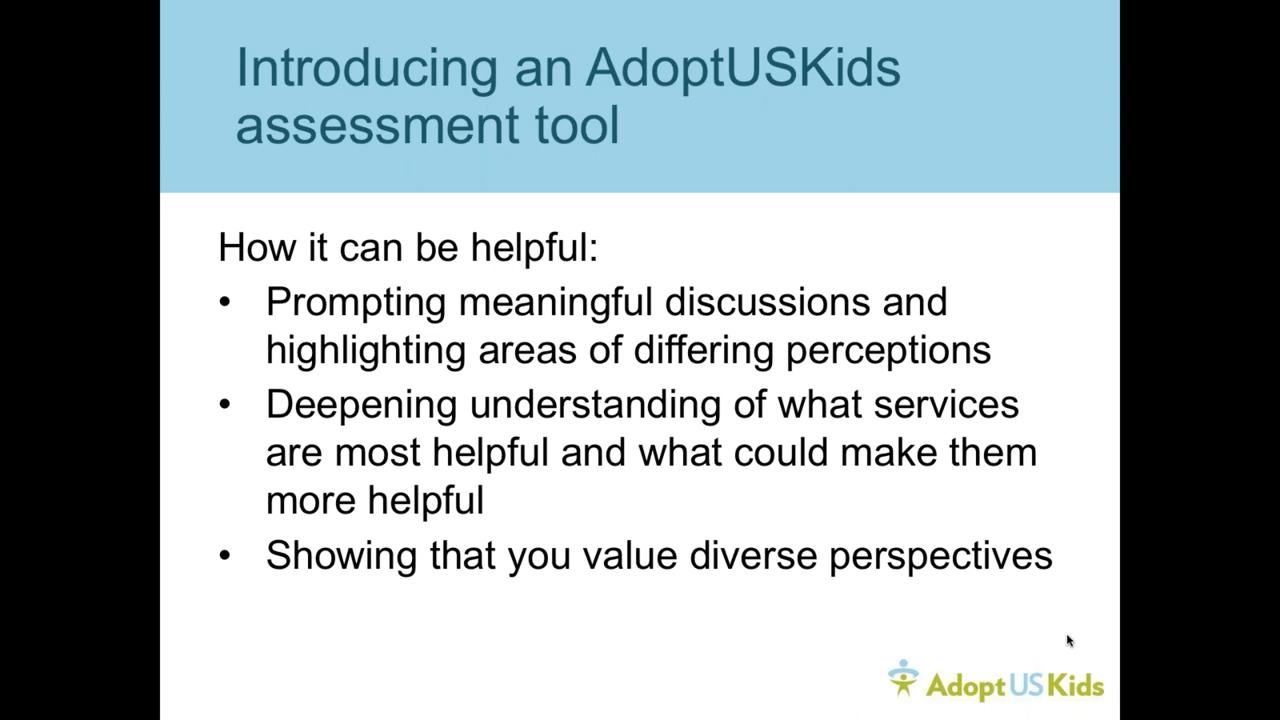 Introducing an AdoptUSKids
assessment tool
How it can be helpful:
• Prompting meaningful discussions and
highlighting areas of differing perceptions
• Deepening understanding of what services
are most helpful and what could make them
more helpful
• Showing that you value diverse perspectives
AdoptUSKids